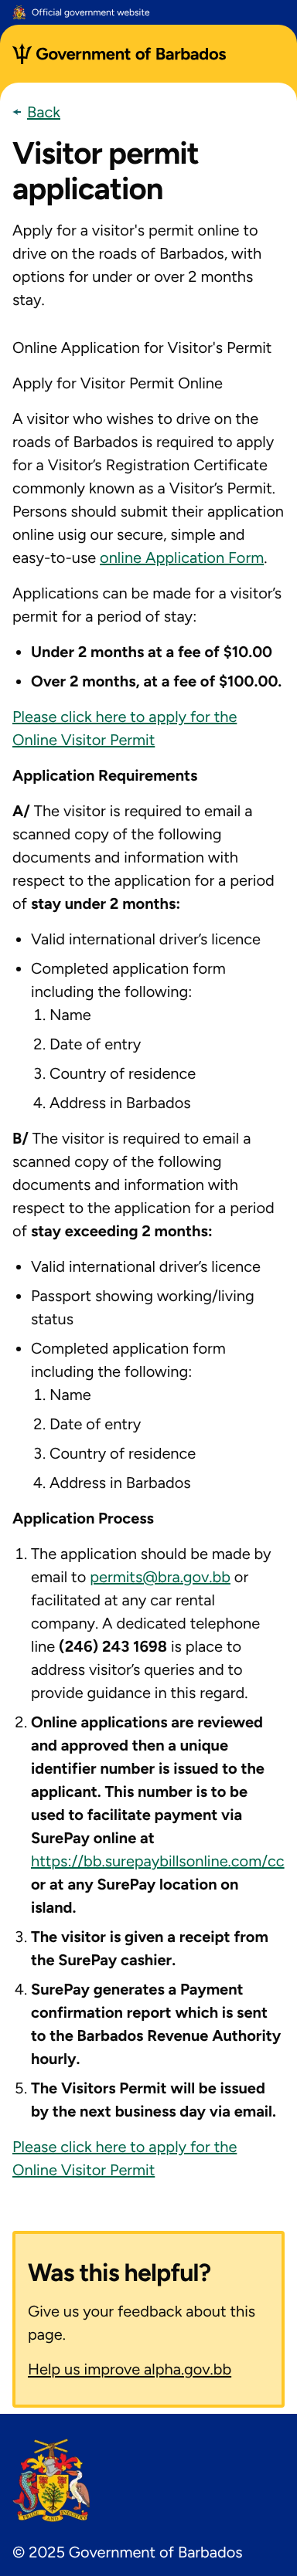 Official government website
Government of Barbados
Back
Visitor permit
application
Apply for a visitor's permit online to
drive on the roads of Barbados, with
options for under or over 2 months
stay.
Online Application for Visitor's Permit
Apply for Visitor Permit Online
A visitor who wishes to drive on the
roads of Barbados is required to apply
for a Visitor’s Registration Certificate
commonly known as a Visitor’s Permit.
Persons should submit their application
online usig our secure, simple and
easy-to-use online Application Form.
Applications can be made for a visitor’s
permit for a period of stay:
• Under 2 months at a fee of $10.00
• Over 2 months, at a fee of $100.00.
Please click here to apply for the
Online Visitor Permit
Application Requirements
A/ The visitor is required to email a
scanned copy of the following
documents and information with
respect to the application for a period
of stay under 2 months:
• Valid international driver’s licence
• Completed application form
including the following:
1. Name
2. Date of entry
3. Country of residence
4. Address in Barbados
B/ The visitor is required to email a
scanned copy of the following
documents and information with
respect to the application for a period
of stay exceeding 2 months:
• Valid international driver’s licence
• Passport showing working/living
status
• Completed application form
including the following:
1. Name
2. Date of entry
3. Country of residence
4. Address in Barbados
Application Process
1. The application should be made by
email to permits@bra.gov.bb or
facilitated at any car rental
company. A dedicated telephone
line (246) 243 1698 is place to
address visitor’s queries and to
provide guidance in this regard.
2. Online applications are reviewed
and approved then a unique
identifier number is issued to the
applicant. This number is to be
used to facilitate payment via
SurePay online at
https://bb.surepaybillsonline.com/cc
or at any SurePay location on
island.
3. The visitor is given a receipt from
the SurePay cashier.
4. SurePay generates a Payment
confirmation report which is sent
to the Barbados Revenue Authority
hourly.
5. The Visitors Permit will be issued
by the next business day via email.
Please click here to apply for the
Online Visitor Permit
Was this helpful?
Give us your feedback about this
page.
Help us improve alpha.gov.bb
PRIDE AND INDUSTRY
© 2025 Government of Barbados